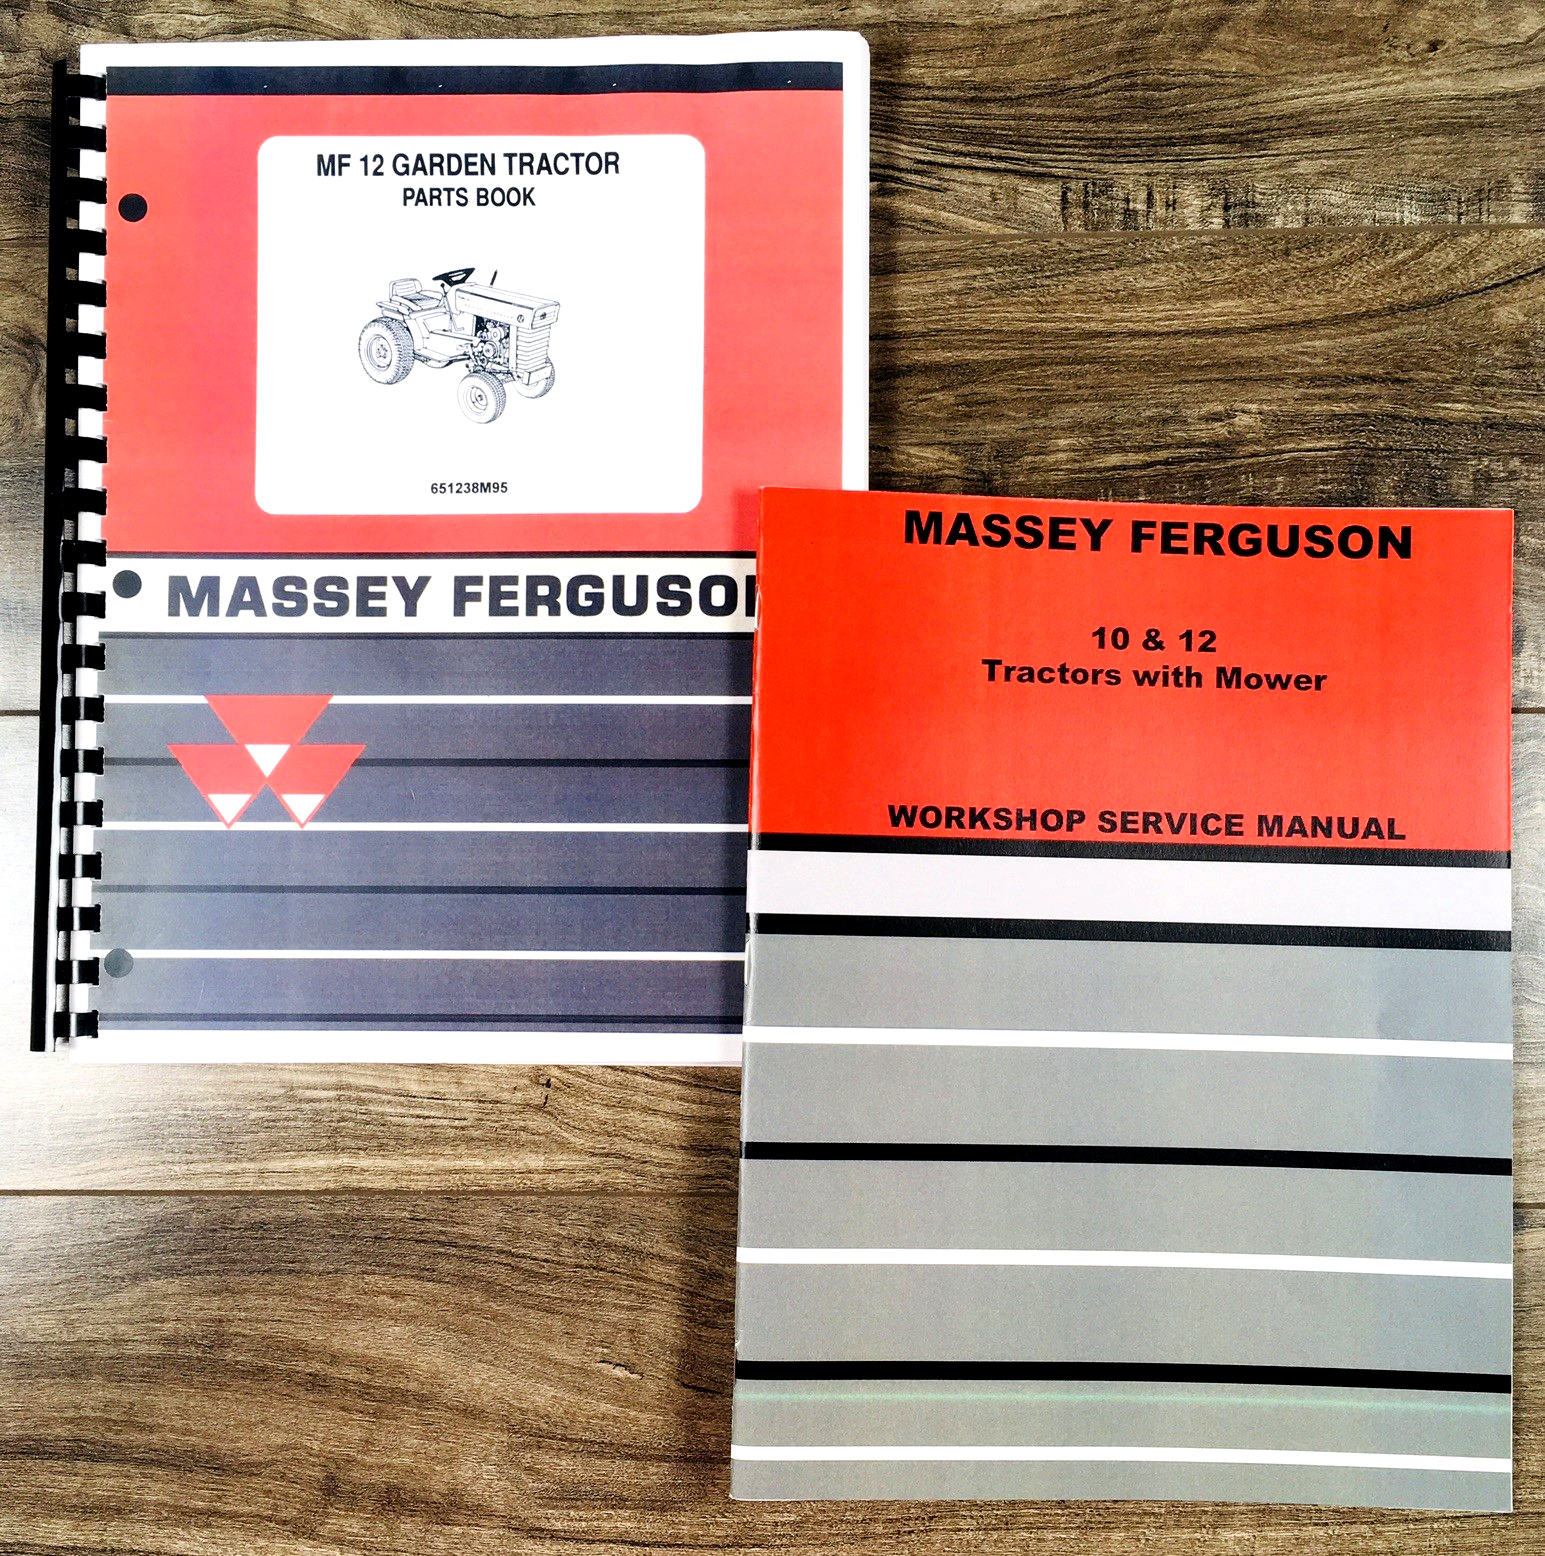 MF 12 GARDEN TRACTOR
PARTS BOOK
651238M95
MASSEY FERGUSON
MASSEY FERGUSON
10 & 12
Tractors with Mower
WORKSHOP SERVICE MANUAL